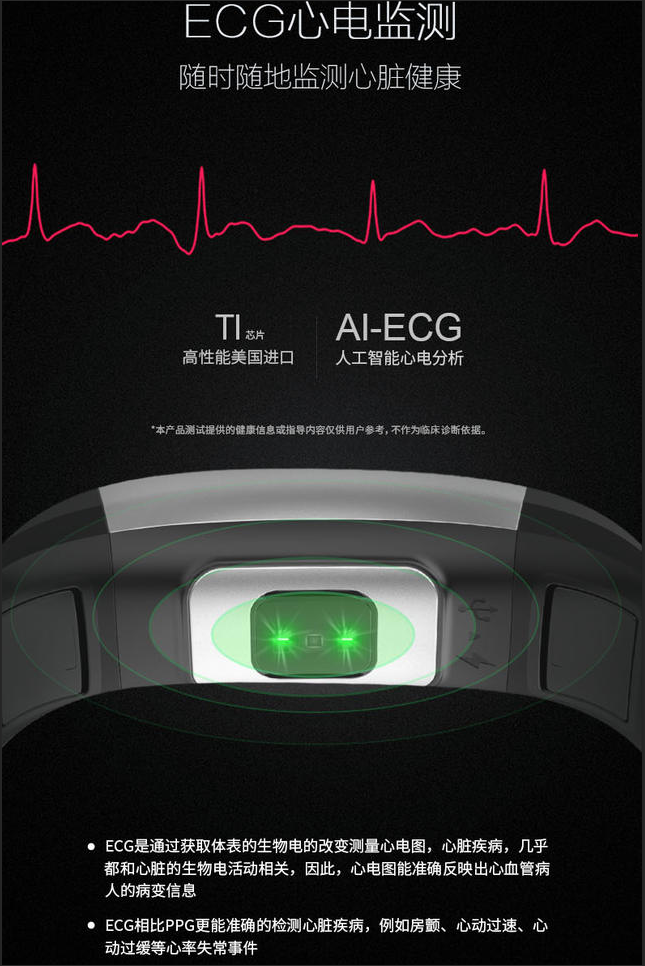 ECG心电监测
随时随地监测心脏健康
TI 芯片
高性能美国进口
AI-ECG
人工智能心电分析
*本产品测试提供的健康信息或指导内容仅供用户参考，不作为临床诊断依据。
ECG是通过获取体表的生物电的改变测量心电图，心脏疾病，几乎
都和心脏的生物电活动相关，因此，心电图能准确反映出心血管病
人的病变信息
ECG相比PPG更能准确的检测心脏疾病，例如房颤、心动过速、心
动过缓等心率失常事件